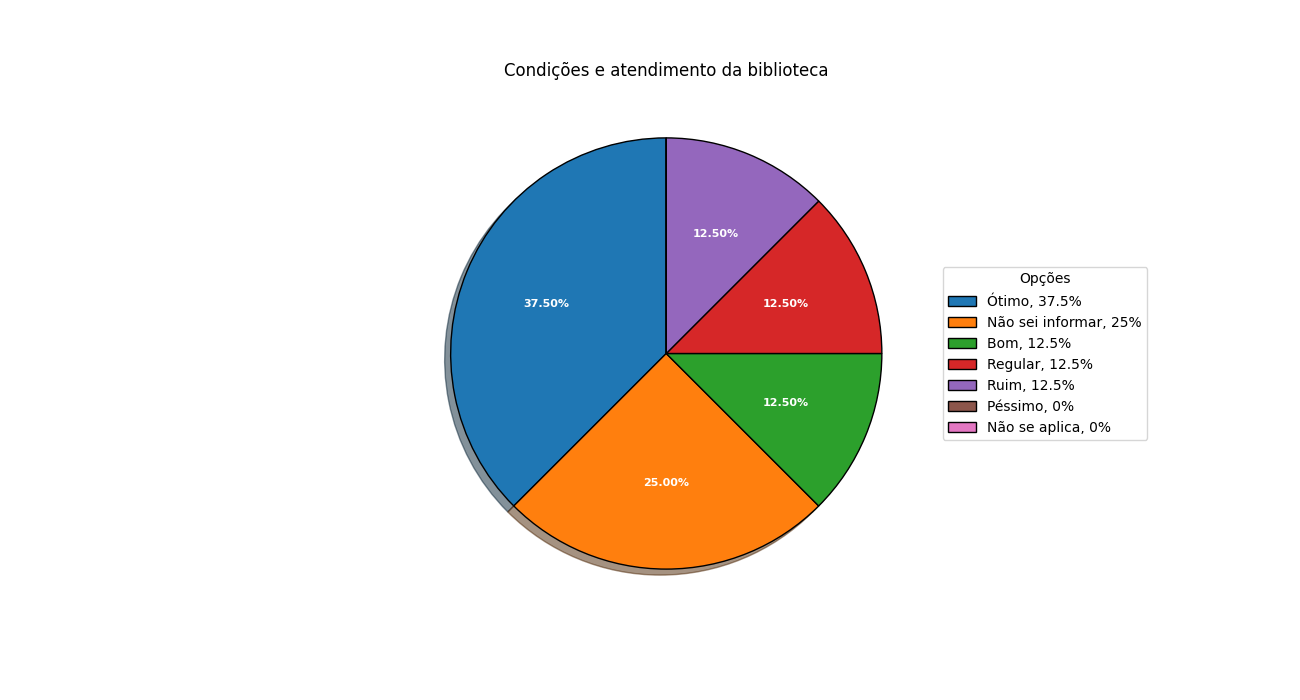 Condições e atendimento da biblioteca
12.50%
37.50%
12.50%
12.50%
25.00%
Opções
Ótimo, 37.5%
Não sei informar, 25%
Bom, 12.5%
Regular, 12.5%
Ruim, 12.5%
Péssimo, 0%
Não se aplica, 0%